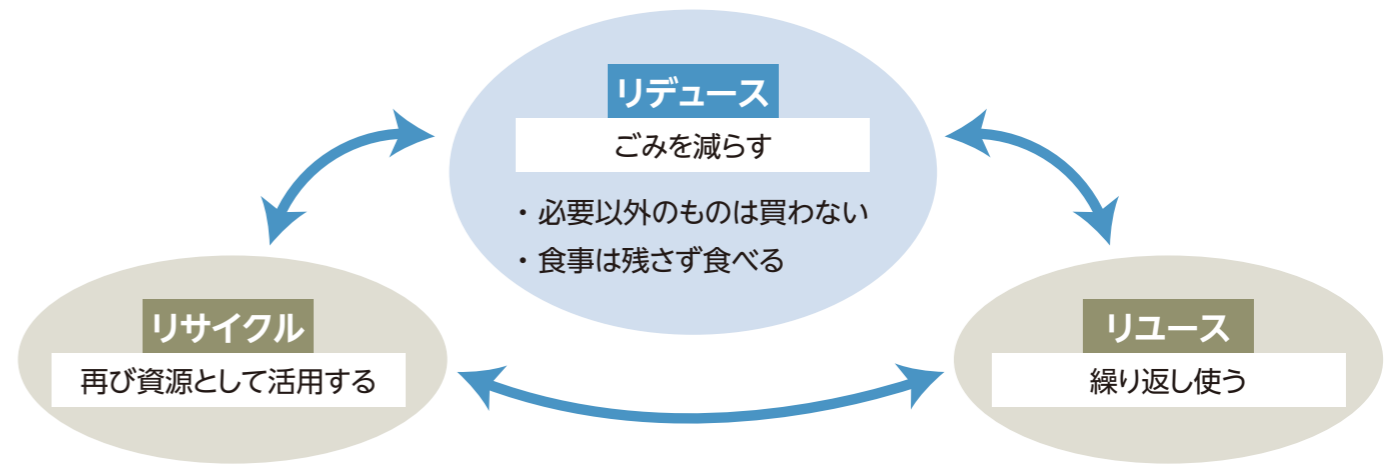 リデュース
ごみを減らす
・必要以外のものは買わない
・食事は残さず食べる
リサイクル
再び資源として活用する
リユース
繰り返し使う